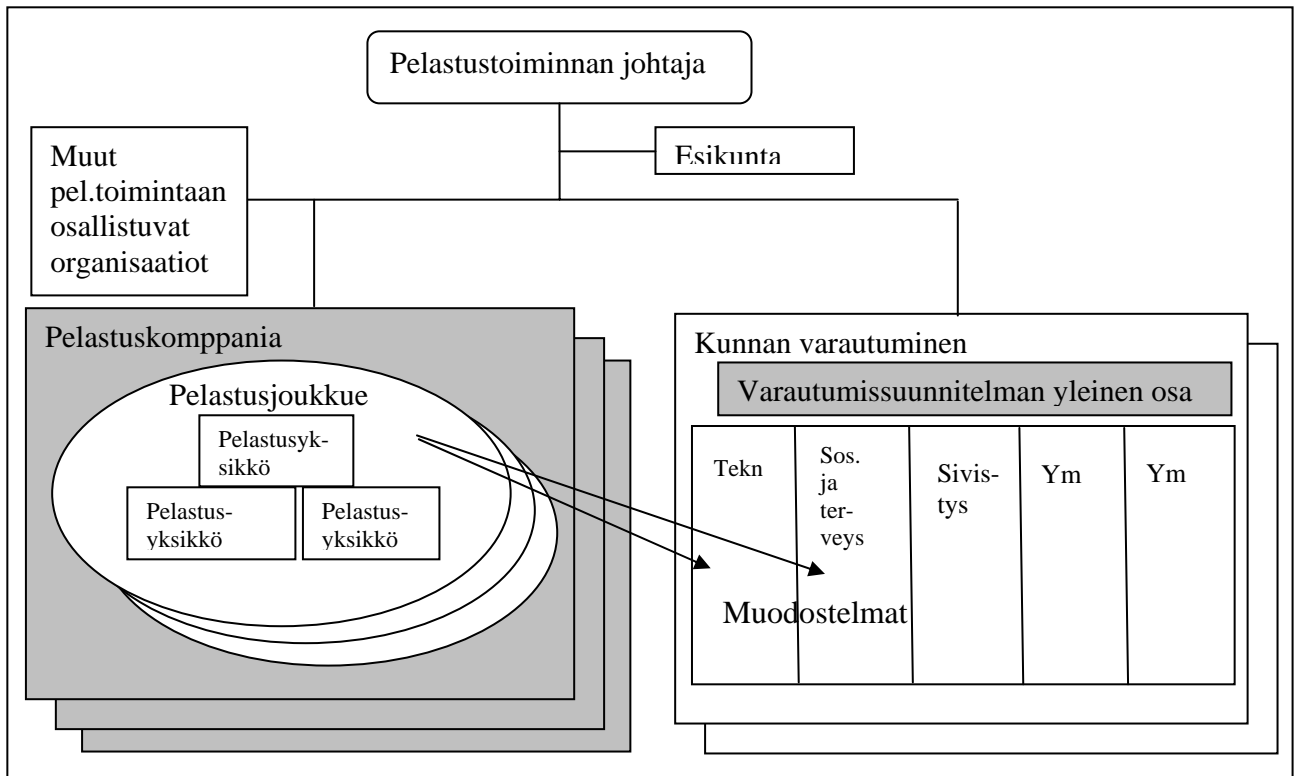 Pelastustoiminnan johtaja
Esikunta
Muut
pel.toimintaan
osallistuvat
organisaatiot
Pelastuskomppania
Pelastusjoukkue
Pelastusyk-
sikkö
Pelastus-
yksikkö
Pelastus-
yksikkö
Kunnan varautuminen
Varautumissuunnitelman yleinen osa
Tekn
Sos.
ja
ter-
veys
Sivis-
tys
Ym
Ym
Muodostelmat